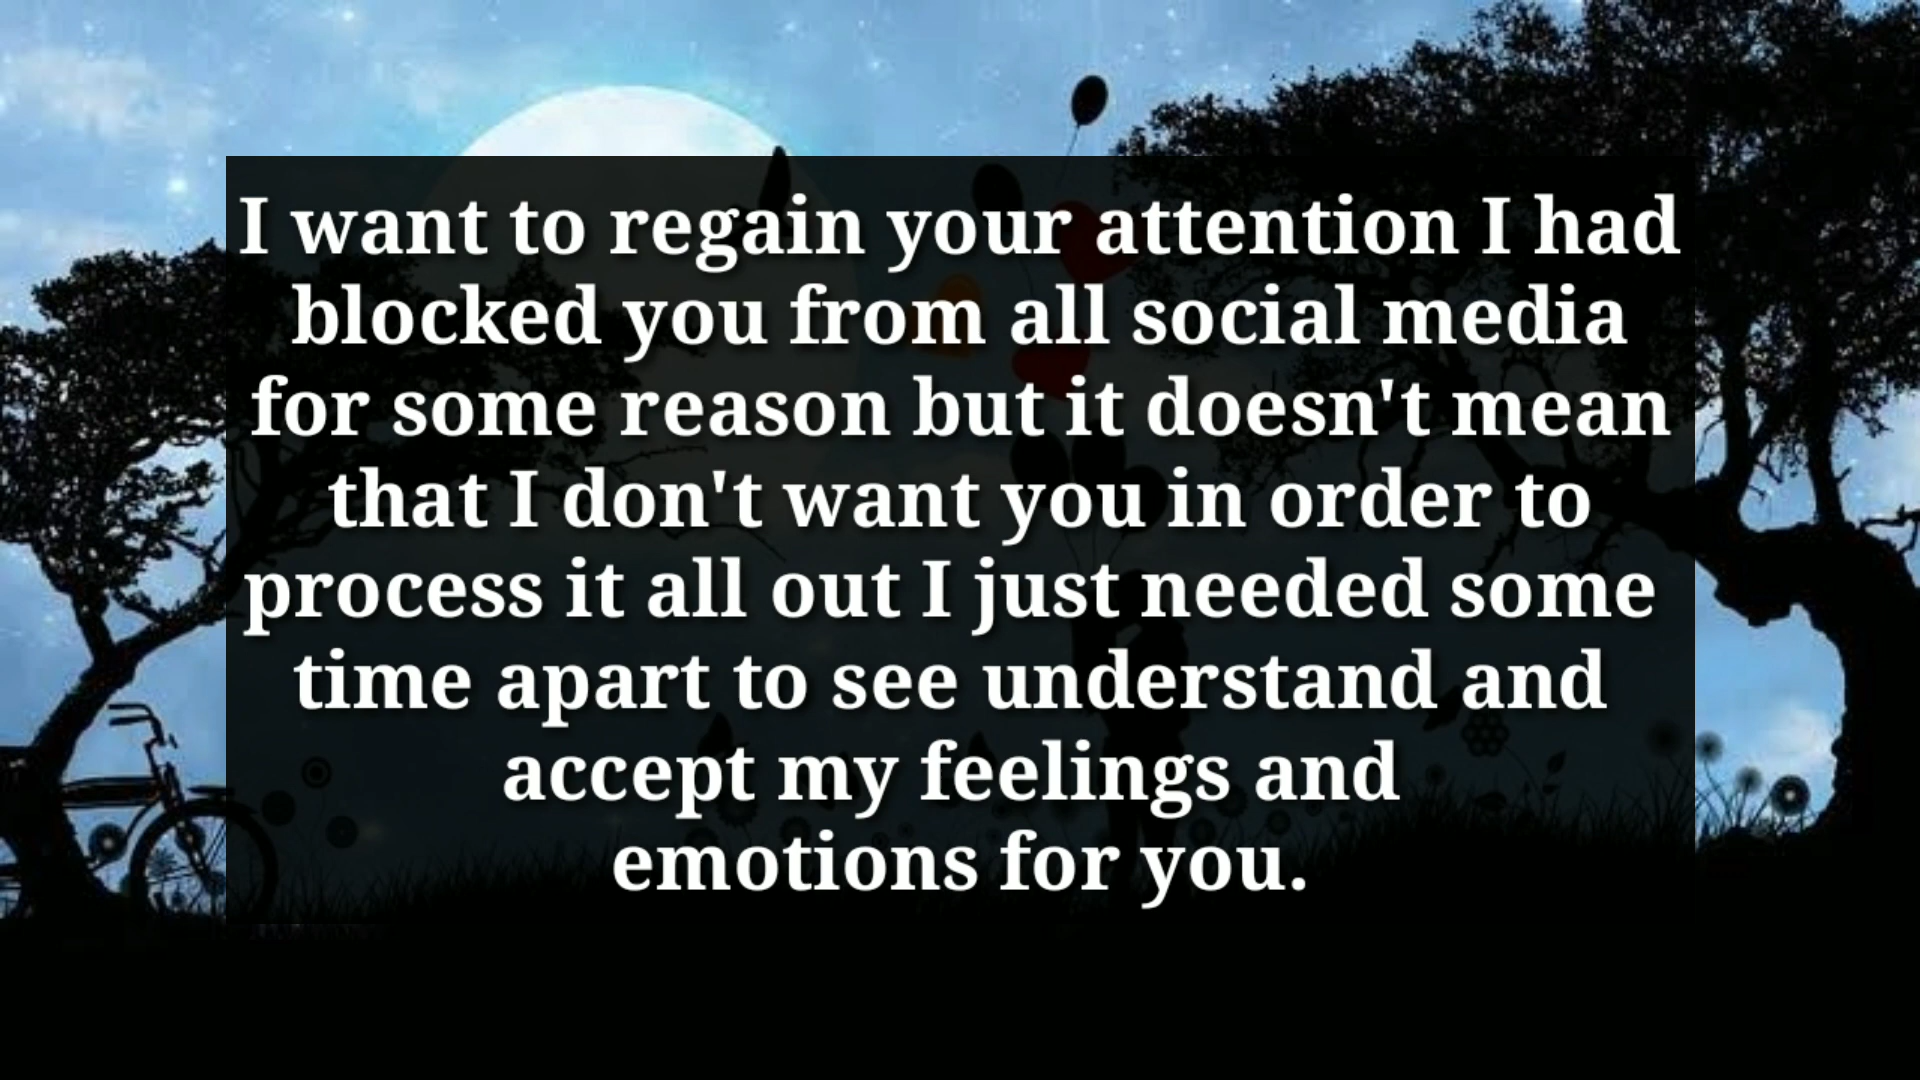 I want to regain your attention I had
blocked you from all social media
for some reason but it doesn't mean
that I don't want you in order to
process it all out I just needed some
time apart to see understand and
accept my feelings and
emotions for you.